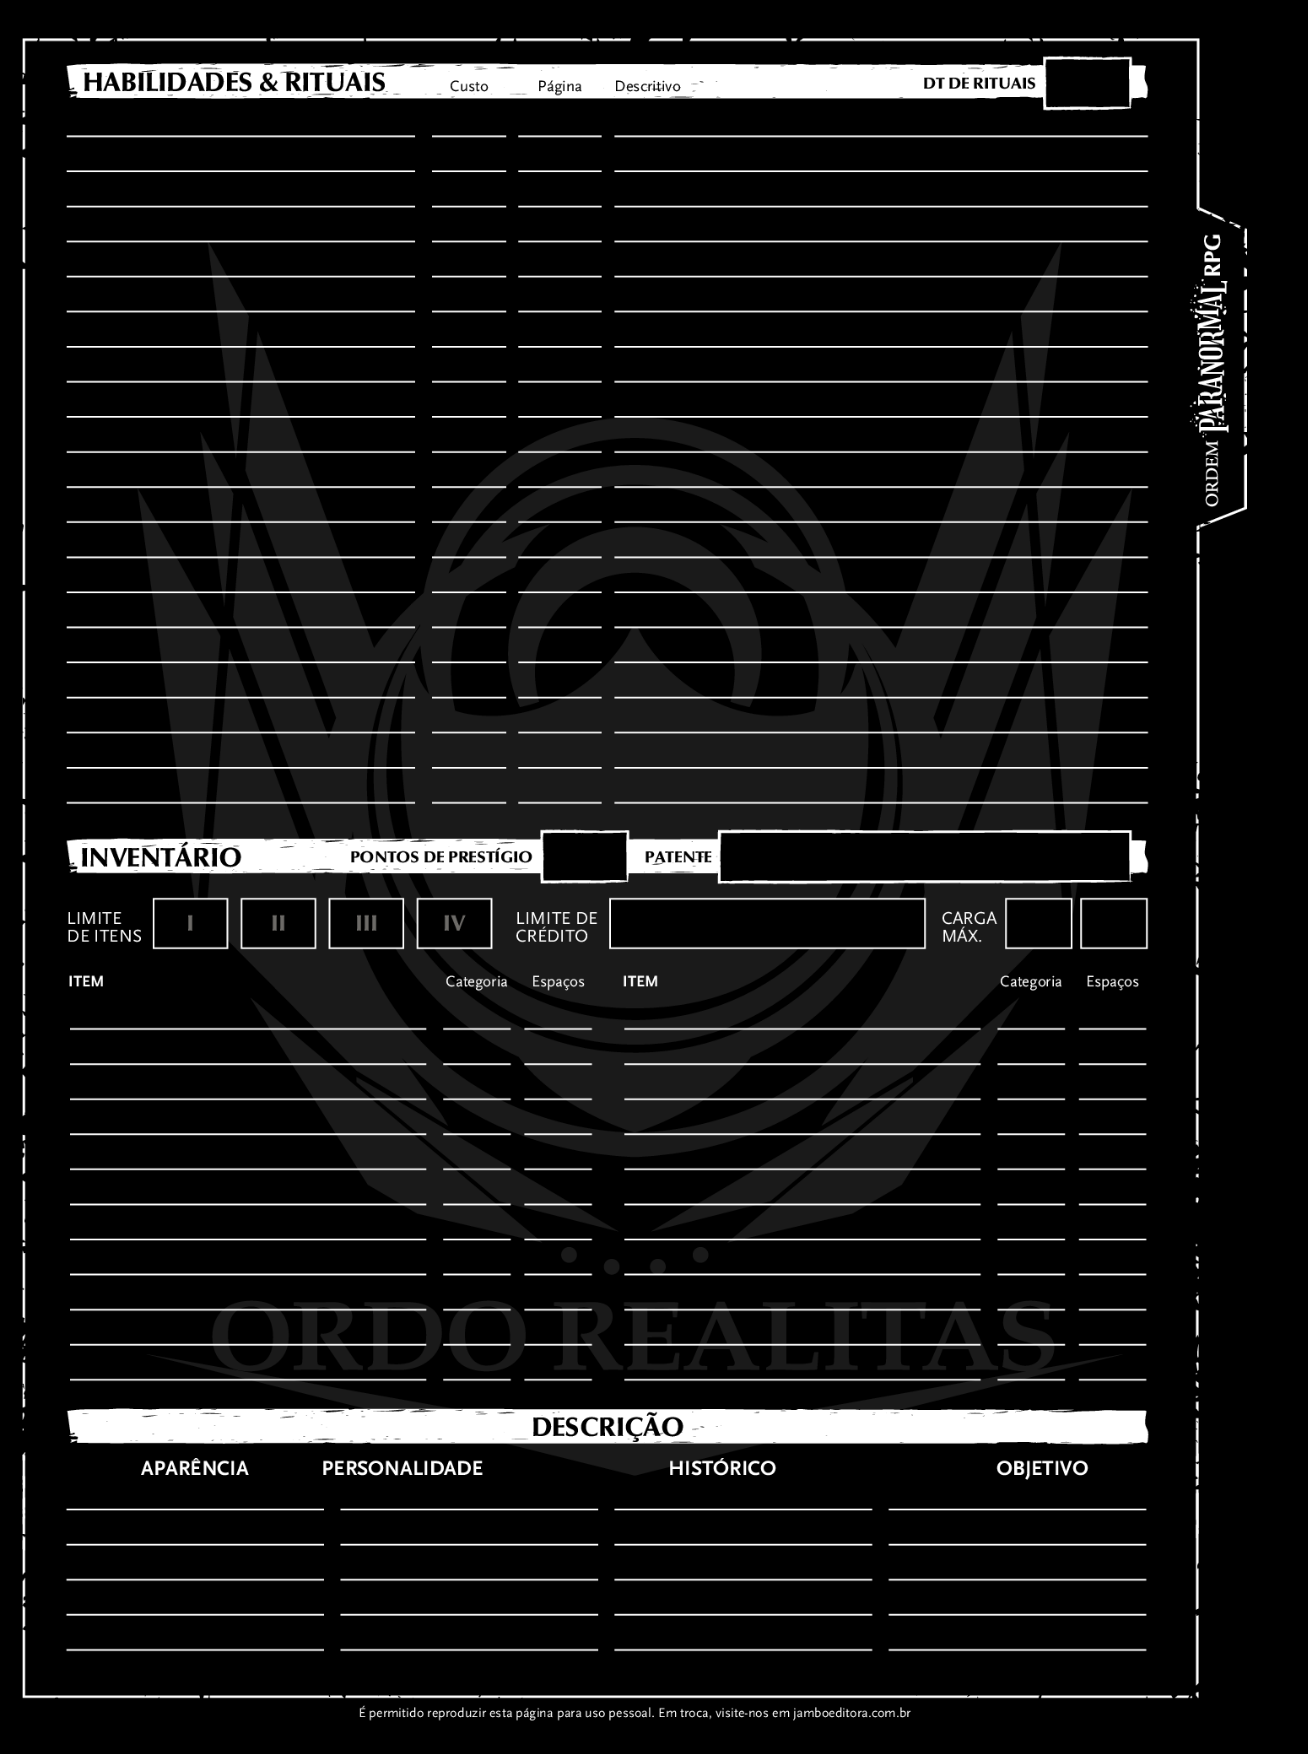 HABILIDADES & RITUAIS Custo Página Descritivo DT DE RITUAIS
ORDEM PARANORMAL RPG
INVENTÁRIO PONTOS DE PRESTÍGIO PATENTE
LIMITE DE ITENS I II III IV LIMITE DE CRÉDITO CARGA MÁX.
ITEM Categoria Espaços ITEM Categoria Espaços
ORDO REALITAS
DESCRIÇÃO
APARÊNCIA PERSONALIDADE HISTÓRICO OBJETIVO
É permitido reproduzir esta página para uso pessoal. Em troca, visite-nos em jamboeditora.com.br